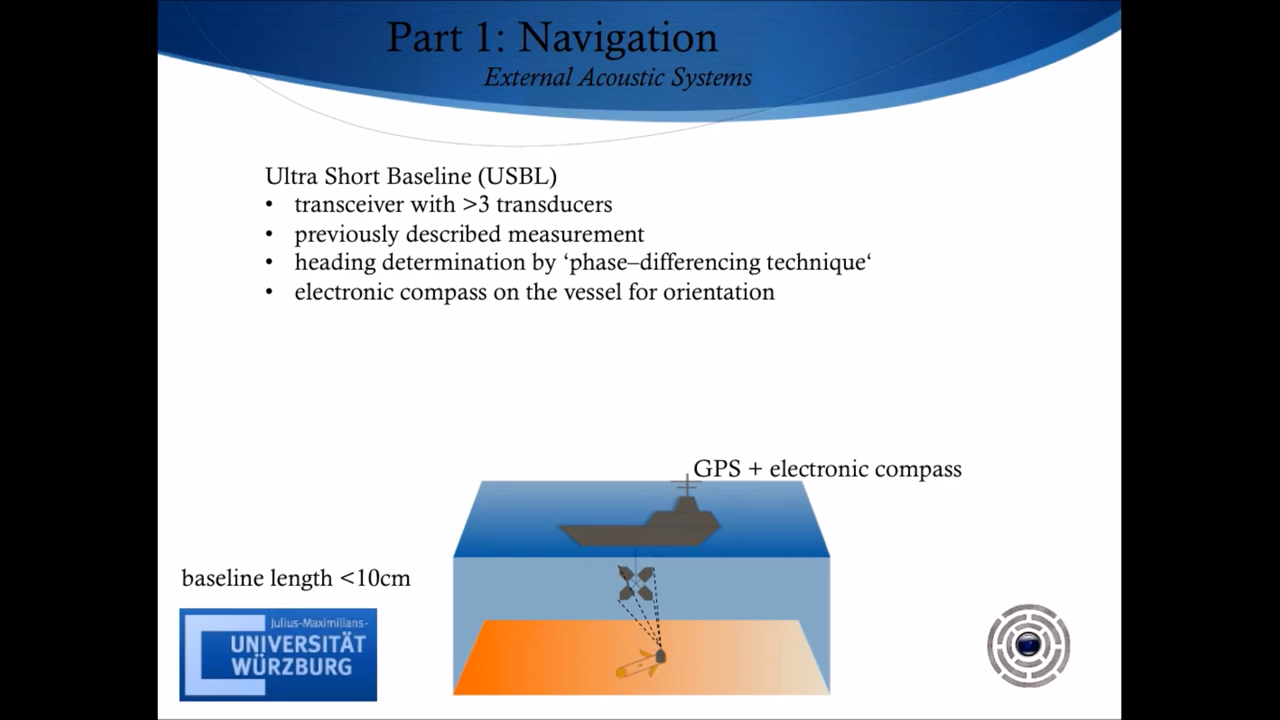 Part 1: Navigation
External Acoustic Systems
Ultra Short Baseline (USBL)
• transceiver with >3 transducers
• previously described measurement
• heading determination by ‘phase–differencing technique‘
• electronic compass on the vessel for orientation
GPS + electronic compass
baseline length <10cm
Julius-Maximilians-
UNIVERSITÄT
WÜRZBURG